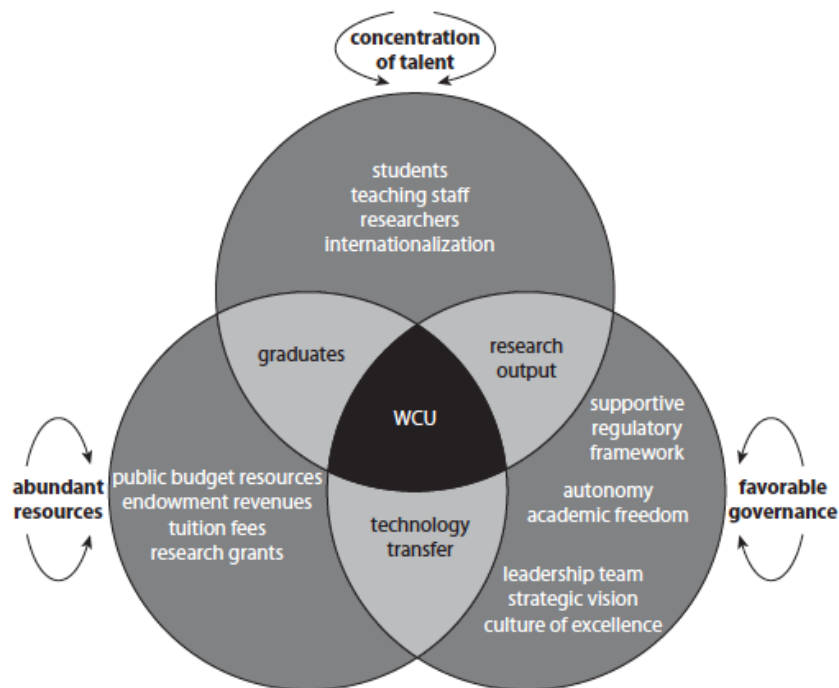 concentration
of talent
students
teaching staff
researchers
internationalization
graduates
research
output
WCU
supportive
regulatory
framework
autonomy
academic freedom
leadership team
strategic vision
culture of excellence
abundant
resources
public budget resources
endowment revenues
tuition fees
research grants
technology
transfer
favorable
governance